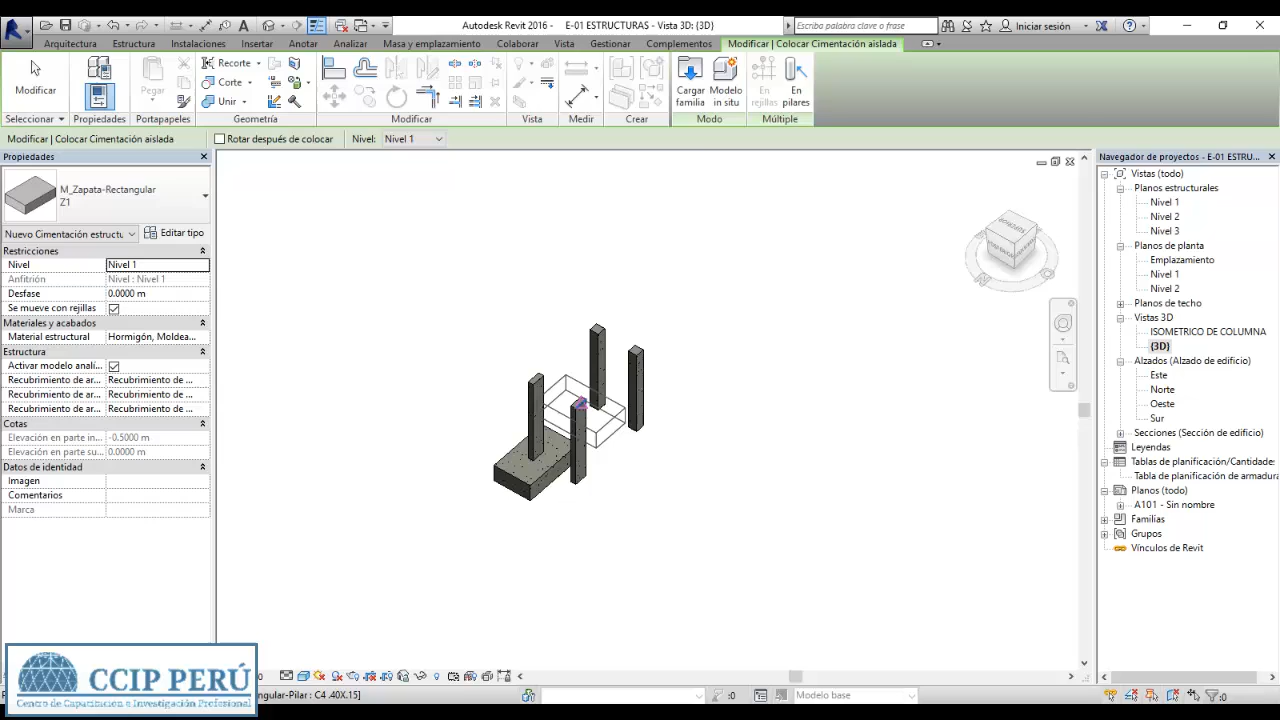 Autodesk Revit 2016 - E-01 ESTRUCTURAS - Vista 3D: {3D}
Escriba palabra clave o frase
Iniciar sesión
Arquitectura Estructura Instalaciones Insertar Anotar Analizar Masa y emplazamiento Colaborar Vista Gestionar Complementos Modificar | Colocar Cimentación aislada
Modificar
Pegar
Recorte
Corte
Unir
Cargar familia
Modelo in situ
En rejillas
En pilares
Seleccionar Propiedades Portapapeles Geometría Modificar Vista Medir Crear Modo Múltiple
Modificar | Colocar Cimentación aislada Rotar después de colocar Nivel: Nivel 1
Propiedades
M_Zapata-Rectangular
Z1
Nuevo Cimentación estructu Editar tipo
Restricciones
Nivel Nivel 1
Anfitrión Nivel : Nivel 1
Desfase 0.0000 m
Se mueve con rejillas
Materiales y acabados
Material estructural Hormigón, Moldea...
Estructura
Activar modelo analí...
Recubrimiento de ar... Recubrimiento de ...
Recubrimiento de ar... Recubrimiento de ...
Recubrimiento de ar... Recubrimiento de ...
Cotas
Elevación en parte in... -0.5000 m
Elevación en parte su... 0.0000 m
Datos de identidad
Imagen
Comentarios
Marca
Navegador de proyectos - E-01 ESTRU...
Vistas (todo)
Planos estructurales
Nivel 1
Nivel 2
Nivel 3
Planos de planta
Emplazamiento
Nivel 1
Nivel 2
Planos de techo
Vistas 3D
ISOMETRICO DE COLUMNA
{3D}
Alzados (Alzado de edificio)
Este
Norte
Oeste
Sur
Secciones (Sección de edificio)
Leyendas
Tablas de planificación/Cantidade:
Tabla de planificación de armadura
Planos (todo)
A101 - Sin nombre
Familias
Grupos
Vínculos de Revit
CCIP PERÚ
Centro de Capacitación e Investigación Profesional
angular-Pilar : C4 .40X.15]
:0
Modelo base
:0